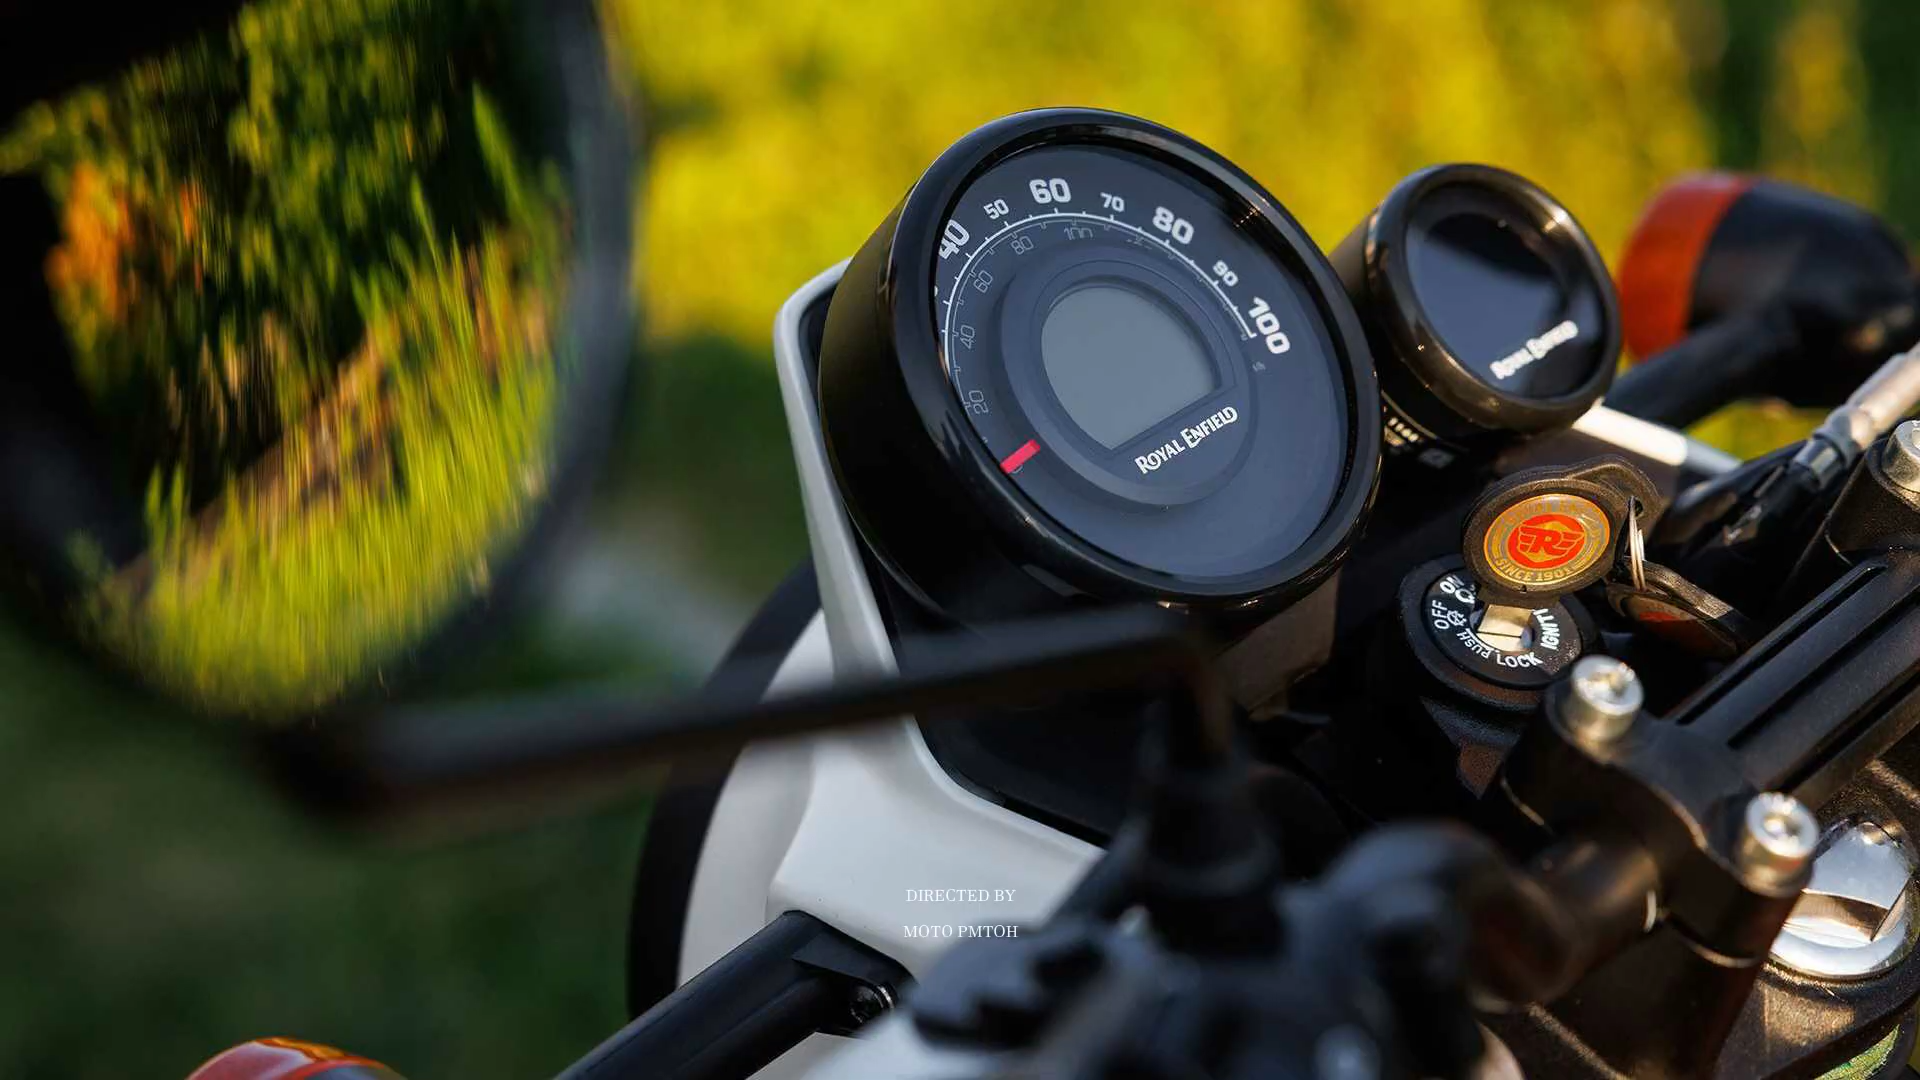 40 50 60 70 80 90 100
20 40 60 80 100
ROYAL ENFIELD
ROYAL ENFIELD
SINCE 1901
ON
OFF
PUSH
LOCK
DIRECTED BY
MOTO PMTOH